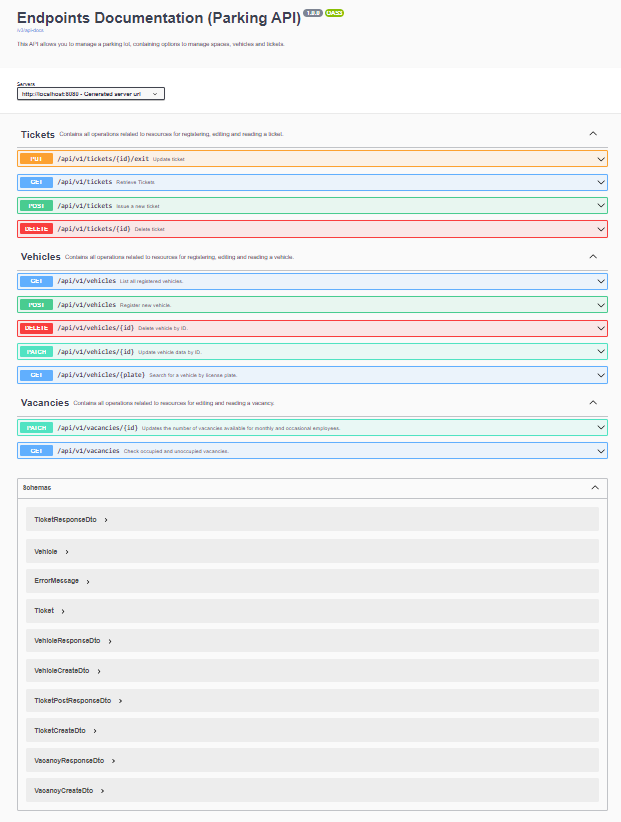 Endpoints Documentation (Parking API) 1.0.0 OAS3
/v3/api-docs
This API allows you to manage a parking lot, containing options to manage spaces, vehicles and tickets.
Servers
http://localhost:8080 - Generated server url
Tickets Contains all operations related to resources for registering, editing and reading a ticket.
PUT /api/v1/tickets/{id}/exit Update ticket
GET /api/v1/tickets Retrieve Tickets
POST /api/v1/tickets Issue a new ticket
DELETE /api/v1/tickets/{id} Delete ticket
Vehicles Contains all operations related to resources for registering, editing and reading a vehicle.
GET /api/v1/vehicles List all registered vehicles.
POST /api/v1/vehicles Register new vehicle.
DELETE /api/v1/vehicles/{id} Delete vehicle by ID.
PATCH /api/v1/vehicles/{id} Update vehicle data by ID.
GET /api/v1/vehicles/{plate} Search for a vehicle by license plate.
Vacancies Contains all operations related to resources for editing and reading a vacancy.
PATCH /api/v1/vacancies/{id} Updates the number of vacancies available for monthly and occasional employees.
GET /api/v1/vacancies Check occupied and unoccupied vacancies.
Schemas
TicketResponseDto
Vehicle
ErrorMessage
Ticket
VehicleResponseDto
VehicleCreateDto
TicketPostResponseDto
TicketCreateDto
VacancyResponseDto
VacancyCreateDto